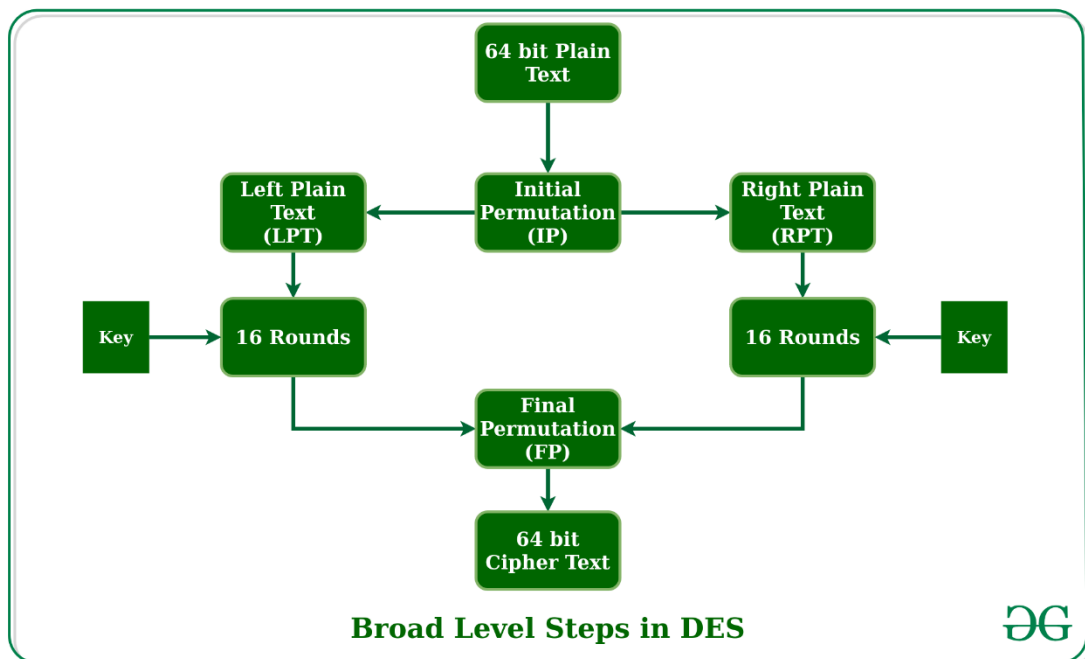 64 bit Plain
Text
Left Plain
Text
(LPT)
Initial
Permutation
(IP)
Right Plain
Text
(RPT)
Key
16 Rounds
16 Rounds
Key
Final
Permutation
(FP)
64 bit
Cipher Text
Broad Level Steps in DES